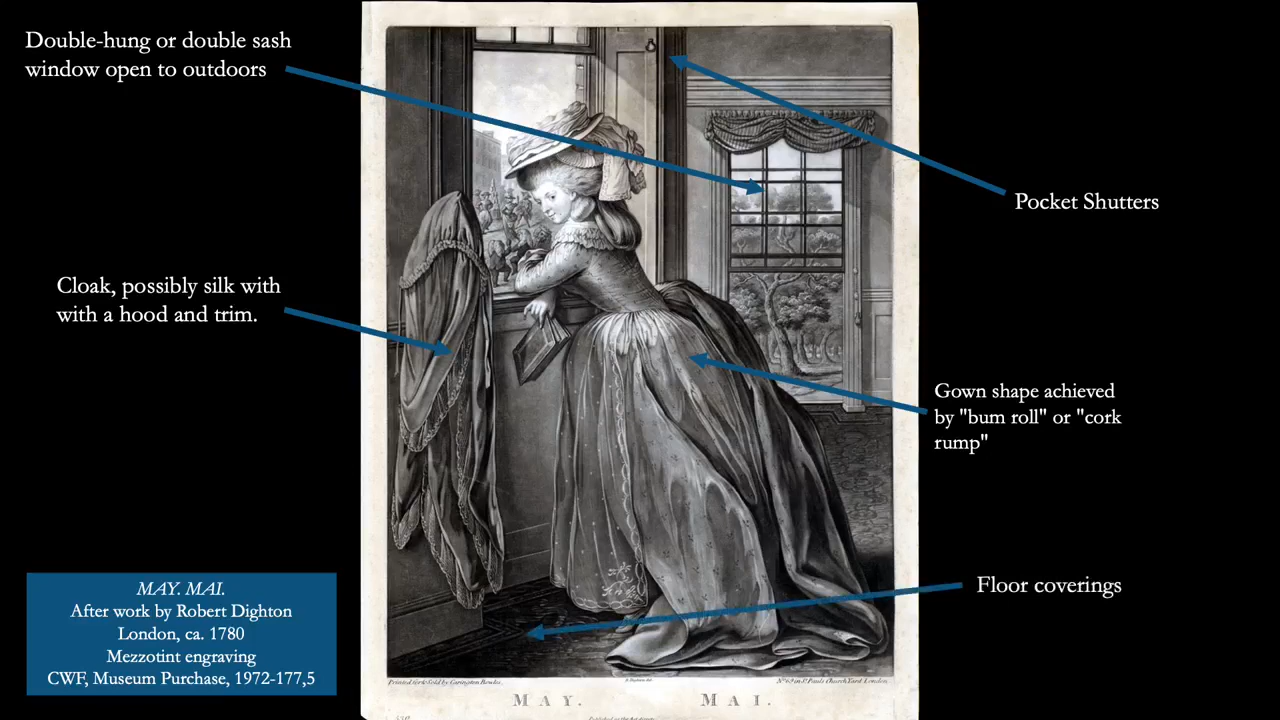 Double-hung or double sash
window open to outdoors
Pocket Shutters
Cloak, possibly silk with
with a hood and trim.
Gown shape achieved
by "bum roll" or "cork
rump"
Floor coverings
MAY. MAI.
After work by Robert Dighton
London, ca. 1780
Mezzotint engraving
CWF, Museum Purchase, 1972-177,5
Printed for & Sold by Carington Bowles,
Nº 69 in St. Pauls Church Yard London.
MAY. MAI.